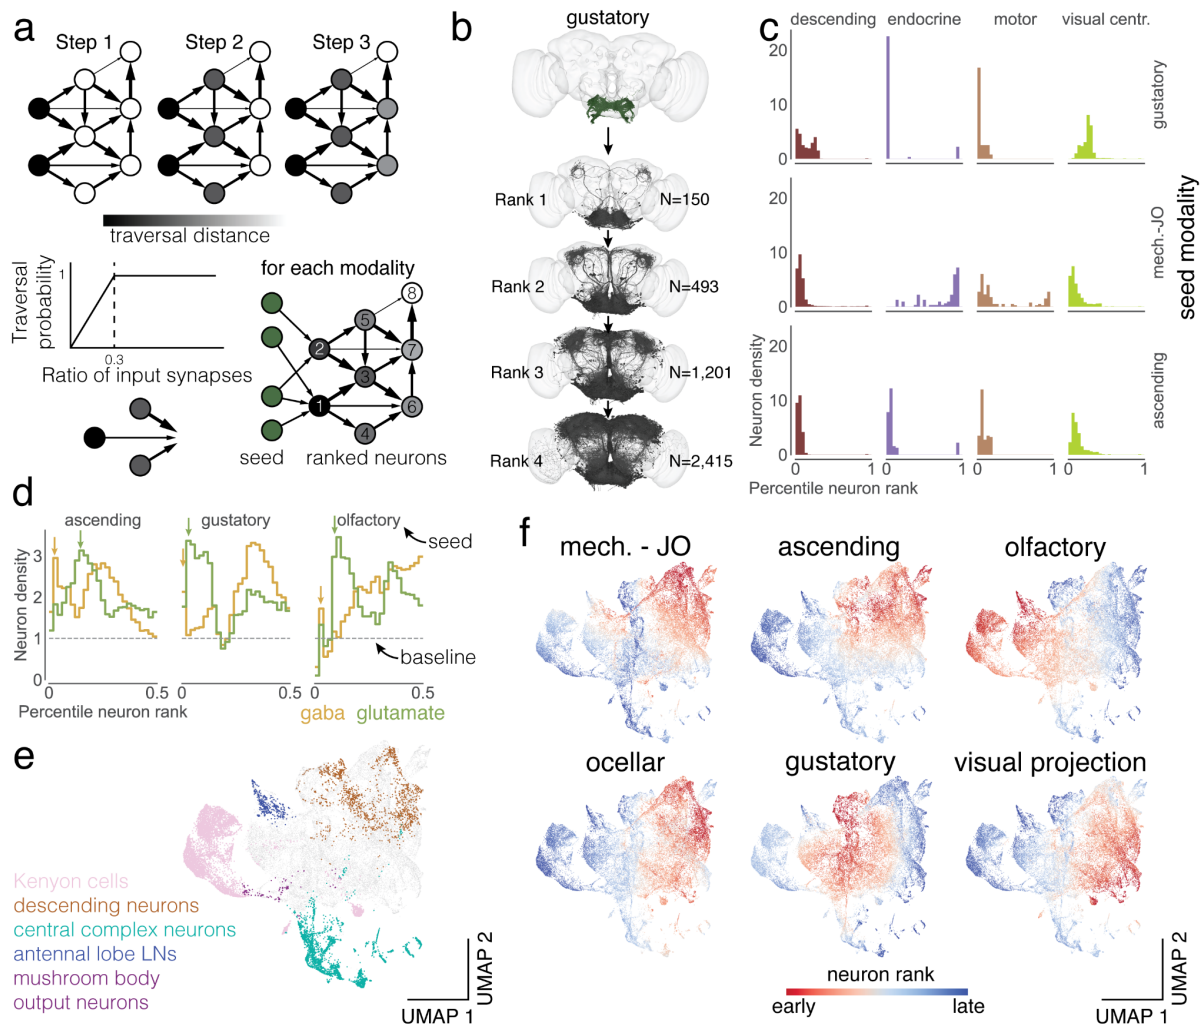 a
Step 1
Step 2
Step 3
traversal distance
Traversal
probability
1
0.3
Ratio of input synapses
for each modality
1
2
3
4
5
6
7
8
seed
ranked neurons
b
gustatory
Rank 1
N=150
Rank 2
N=493
Rank 3
N=1,201
Rank 4
N=2,415
c
descending
endocrine
motor
visual centr.
20
10
0
gustatory
20
10
0
mech.-JO
20
10
0
ascending
seed modality
Neuron density
0 1 0 1 0 1 0 1
Percentile neuron rank
d
ascending
gustatory
olfactory
seed
baseline
Neuron density
3
2
1
0
0 0.5 0 0.5 0 0.5
Percentile neuron rank
gaba glutamate
e
Kenyon cells
descending neurons
central complex neurons
antennal lobe LNs
mushroom body
output neurons
UMAP 1
UMAP 2
f
mech. - JO
ascending
olfactory
ocellar
gustatory
visual projection
neuron rank
early
late
UMAP 1
UMAP 2